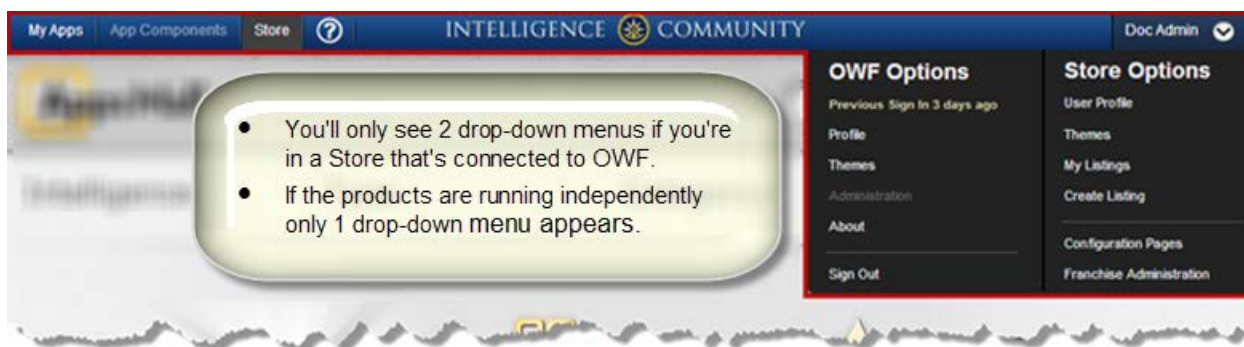 My Apps App Components Store ? INTELLIGENCE COMMUNITY Doc Admin
OWF Options
Previous Sign In 3 days ago
Profile
Themes
Administration
About
Sign Out
Store Options
User Profile
Themes
My Listings
Create Listing
Configuration Pages
Franchise Administration
• You'll only see 2 drop-down menus if you're
in a Store that's connected to OWF.
• If the products are running independently
only 1 drop-down menu appears.